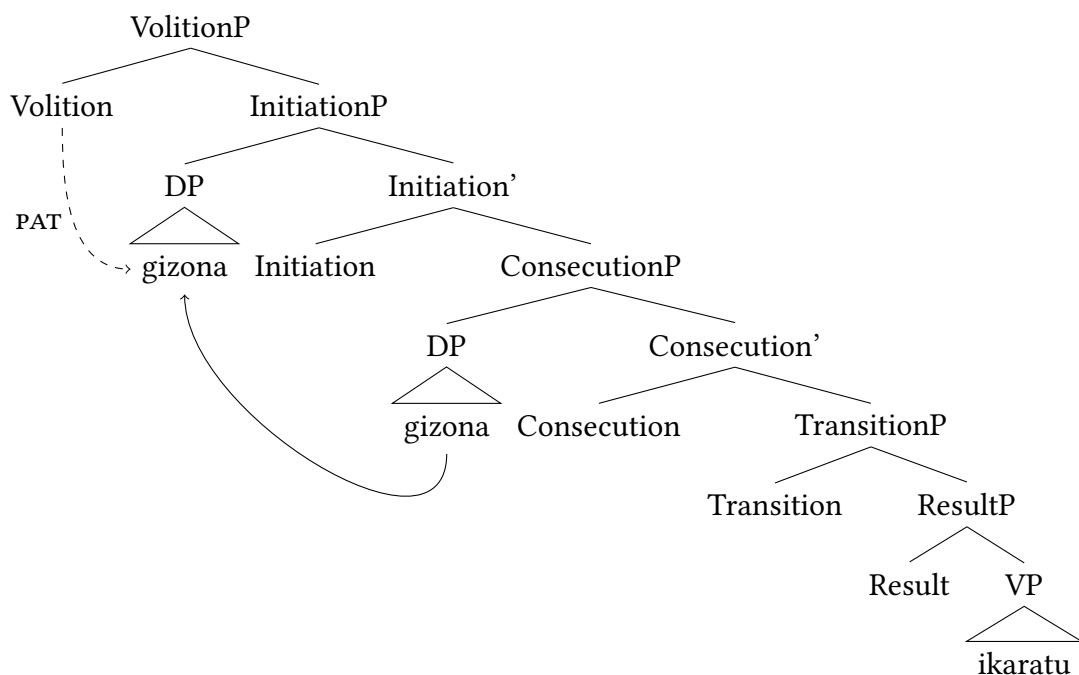 VolitionP
Volition InitiationP
DP Initiation’
PAT
gizona Initiation ConsecutionP
DP Consecution’
gizona Consecution TransitionP
Transition ResultP
Result VP
ikaratu